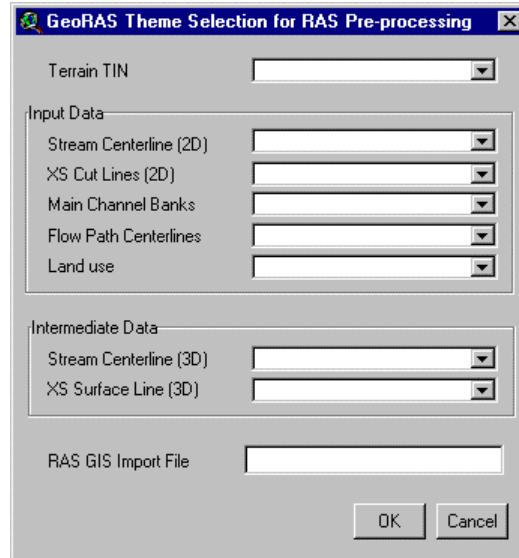 GeoRAS Theme Selection for RAS Pre-processing
Terrain TIN
Input Data
Stream Centerline (2D)
XS Cut Lines (2D)
Main Channel Banks
Flow Path Centerlines
Land use
Intermediate Data
Stream Centerline (3D)
XS Surface Line (3D)
RAS GIS Import File
OK Cancel